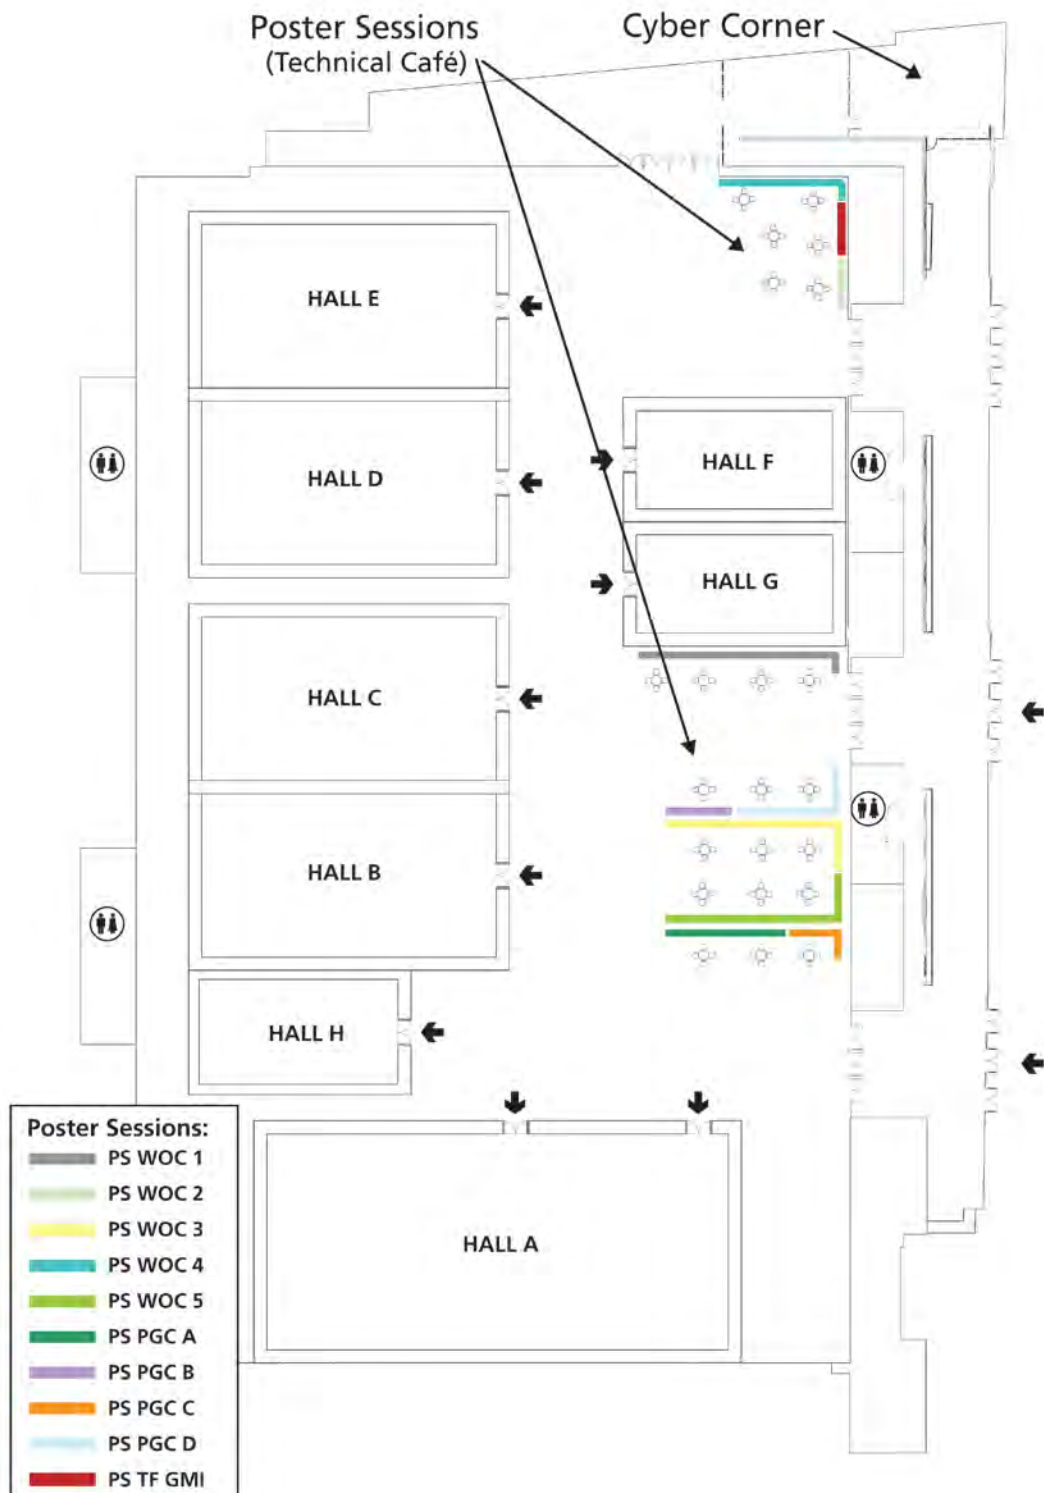 Poster Sessions
(Technical Café)
Cyber Corner
HALL E
HALL D
HALL F
HALL G
HALL C
HALL B
HALL H
HALL A
Poster Sessions:
PS WOC 1
PS WOC 2
PS WOC 3
PS WOC 4
PS WOC 5
PS PGC A
PS PGC B
PS PGC C
PS PGC D
PS TF GMI